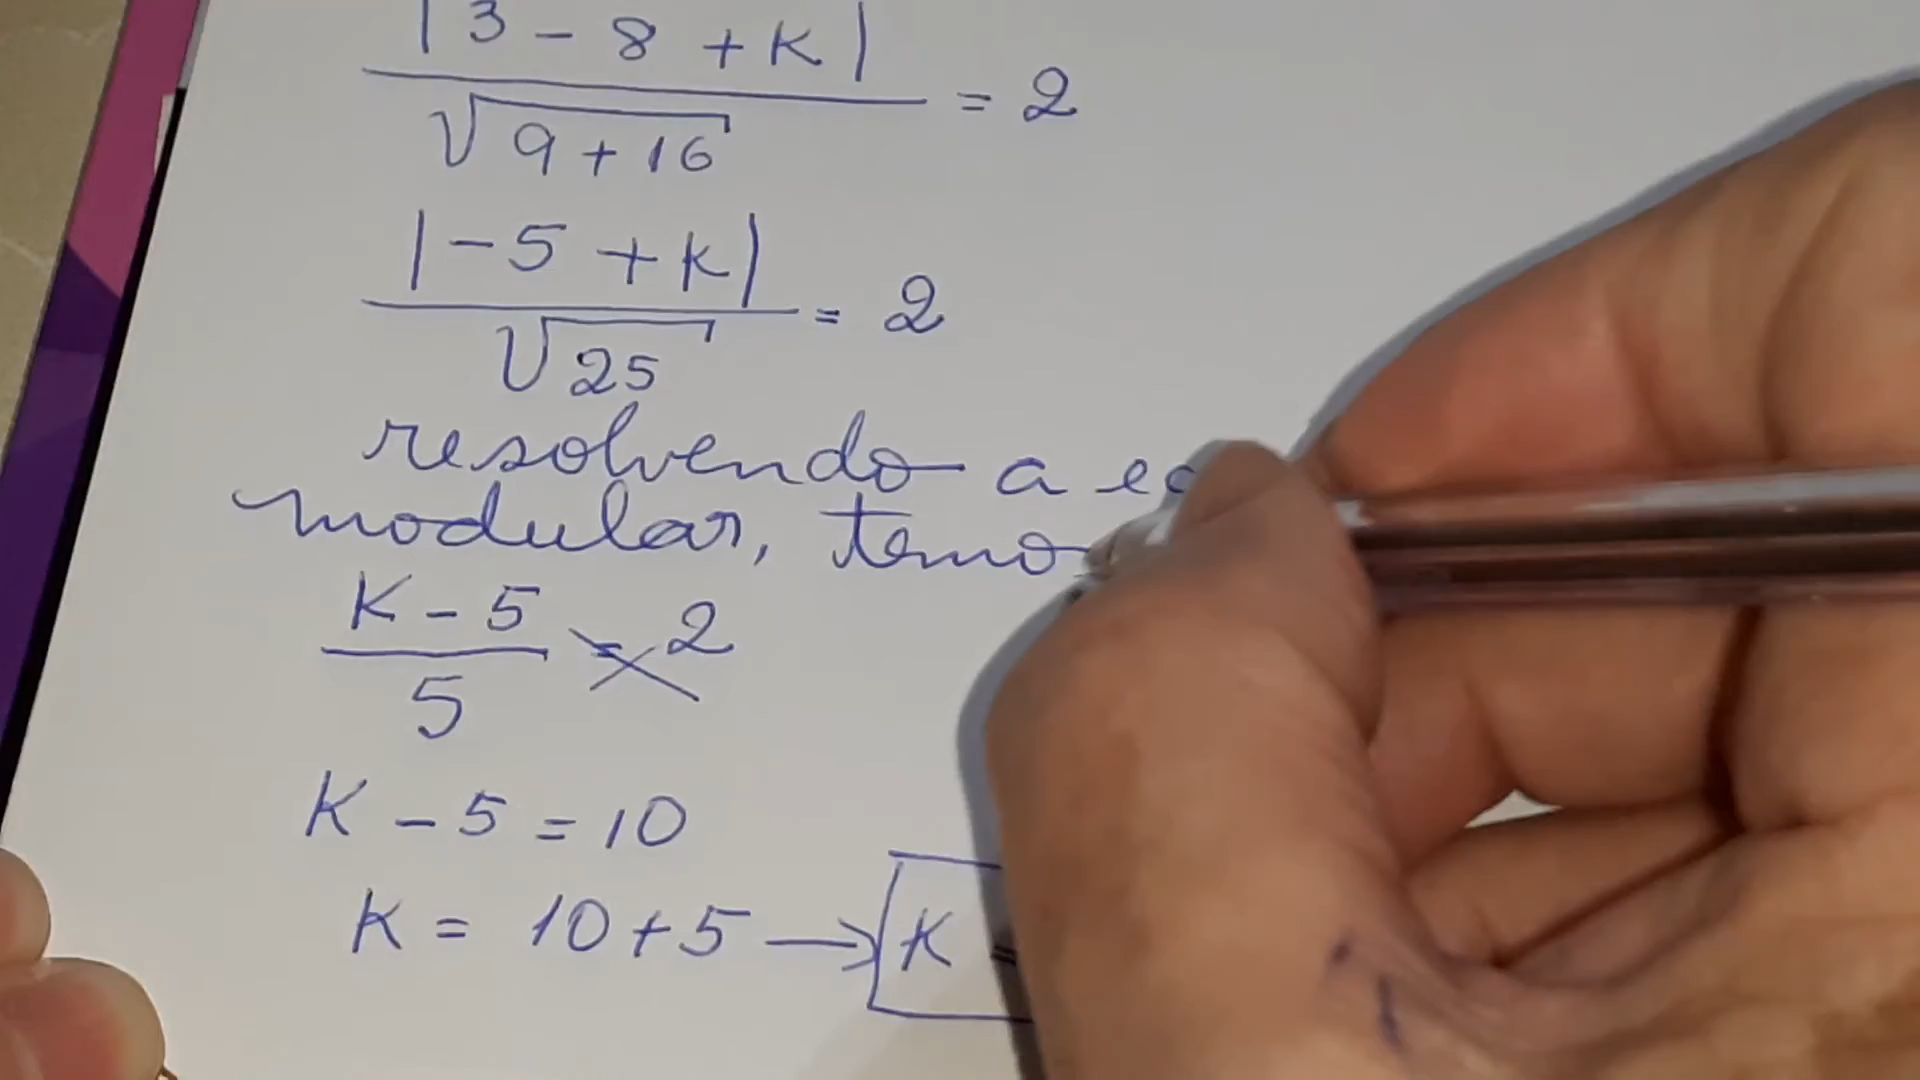 |3 - 8 + K|
√9 + 16
= 2
|-5 + K|
√25
= 2
resolvendo a
modular,
K - 5
5
= 2
K - 5 = 10
K = 10 + 5 → K =